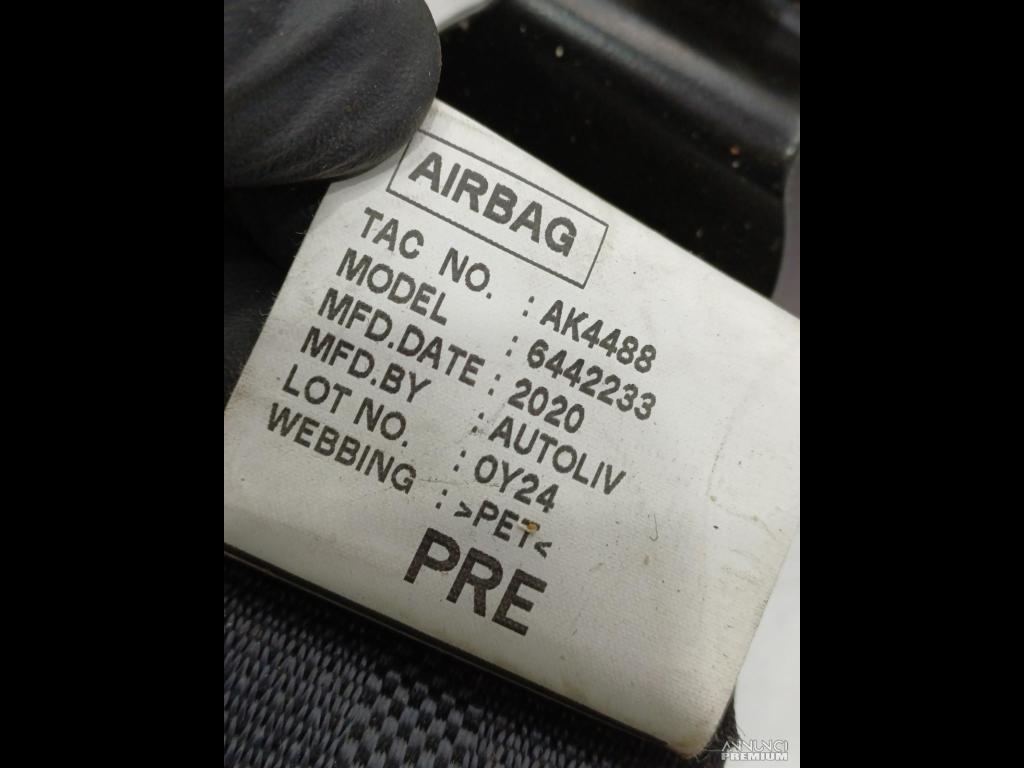 AIRBAG
TAC NO. : AK4488
MODEL : 6442233
MFD.DATE : 2020
MFD.BY : AUTOLIV
LOT NO. : 0Y24
WEBBING : >PET<
PRE
ANNUNCI
PREMIUM